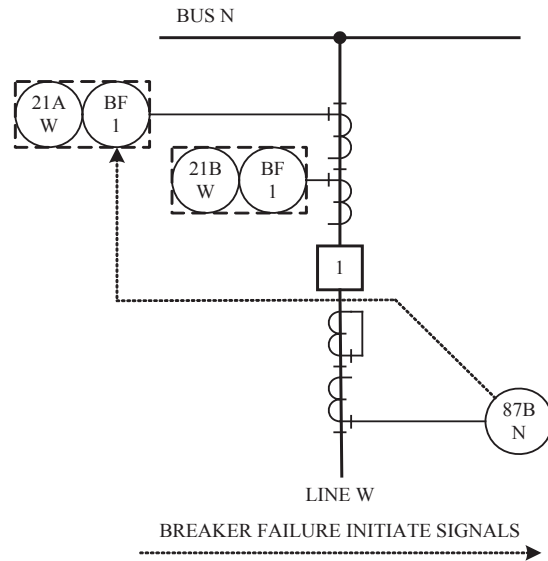 BUS N
21A
W
BF
1
21B
W
BF
1
1
87B
N
LINE W
BREAKER FAILURE INITIATE SIGNALS